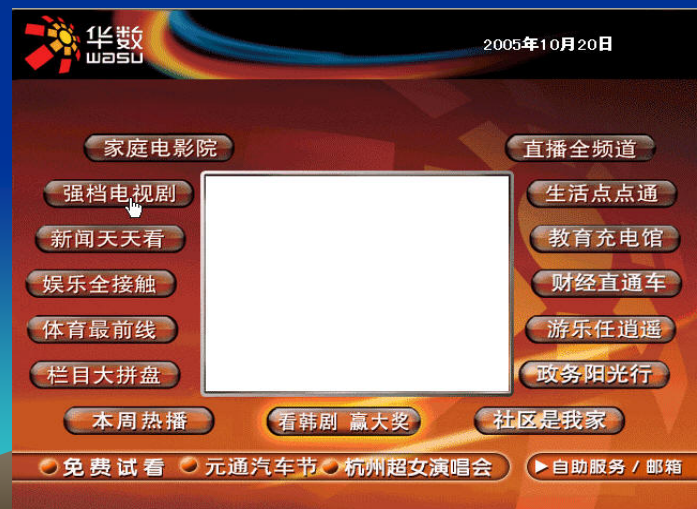 华数
wasu
2005年10月20日
家庭电影院
直播全频道
强档电视剧
生活点点通
新闻天天看
教育充电馆
娱乐全接触
财经直通车
体育最前线
游乐任逍遥
栏目大拼盘
政务阳光行
本周热播
看韩剧 赢大奖
社区是我家
免费试看
元通汽车节
杭州超女演唱会
自助服务 / 邮箱